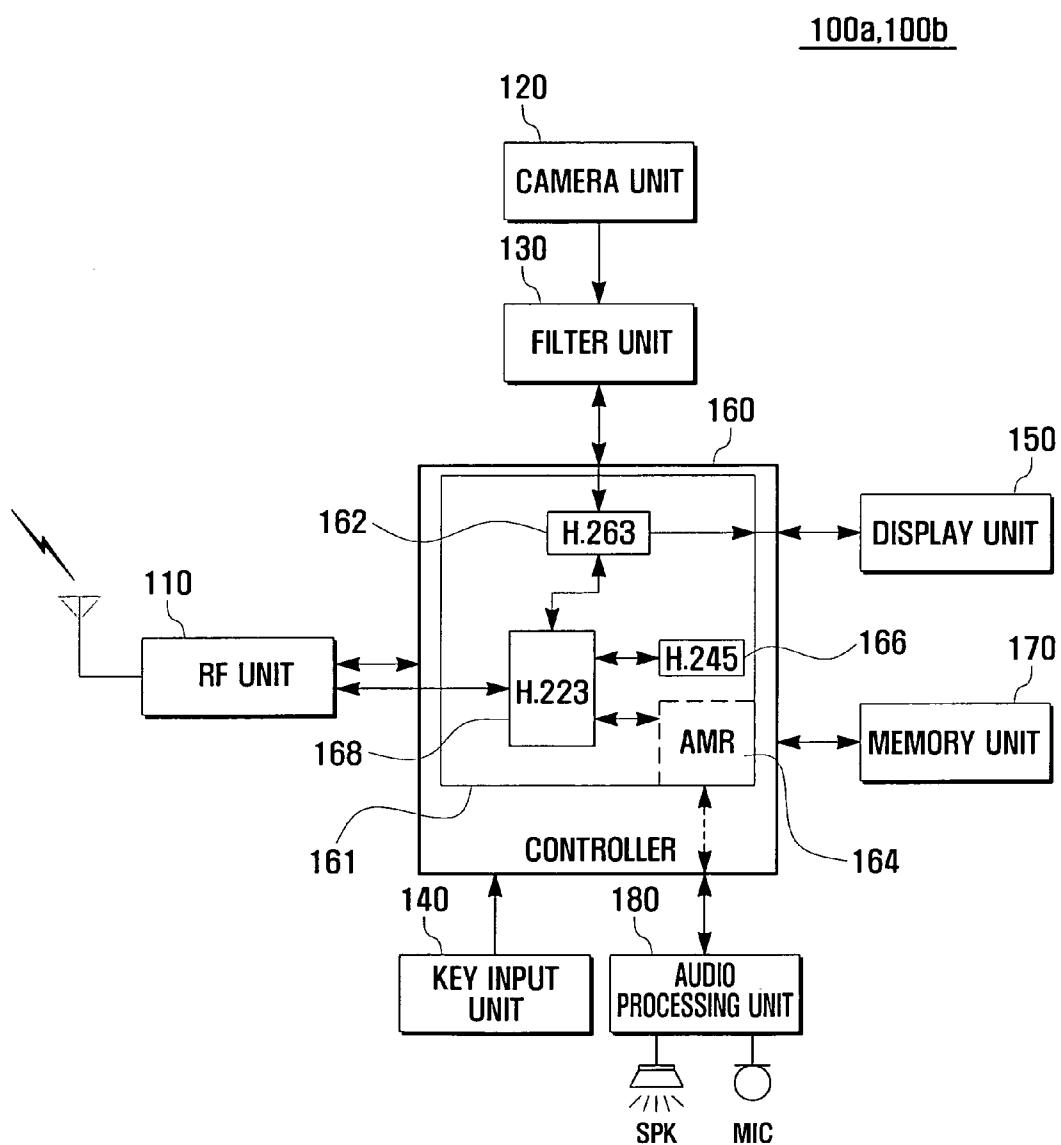 100a,100b
120
CAMERA UNIT
130
FILTER UNIT
160
150
162
H.263
DISPLAY UNIT
110
RF UNIT
H.223
H.245
166
170
168
AMR
MEMORY UNIT
161
CONTROLLER
164
140
180
KEY INPUT
UNIT
AUDIO
PROCESSING UNIT
SPK
MIC